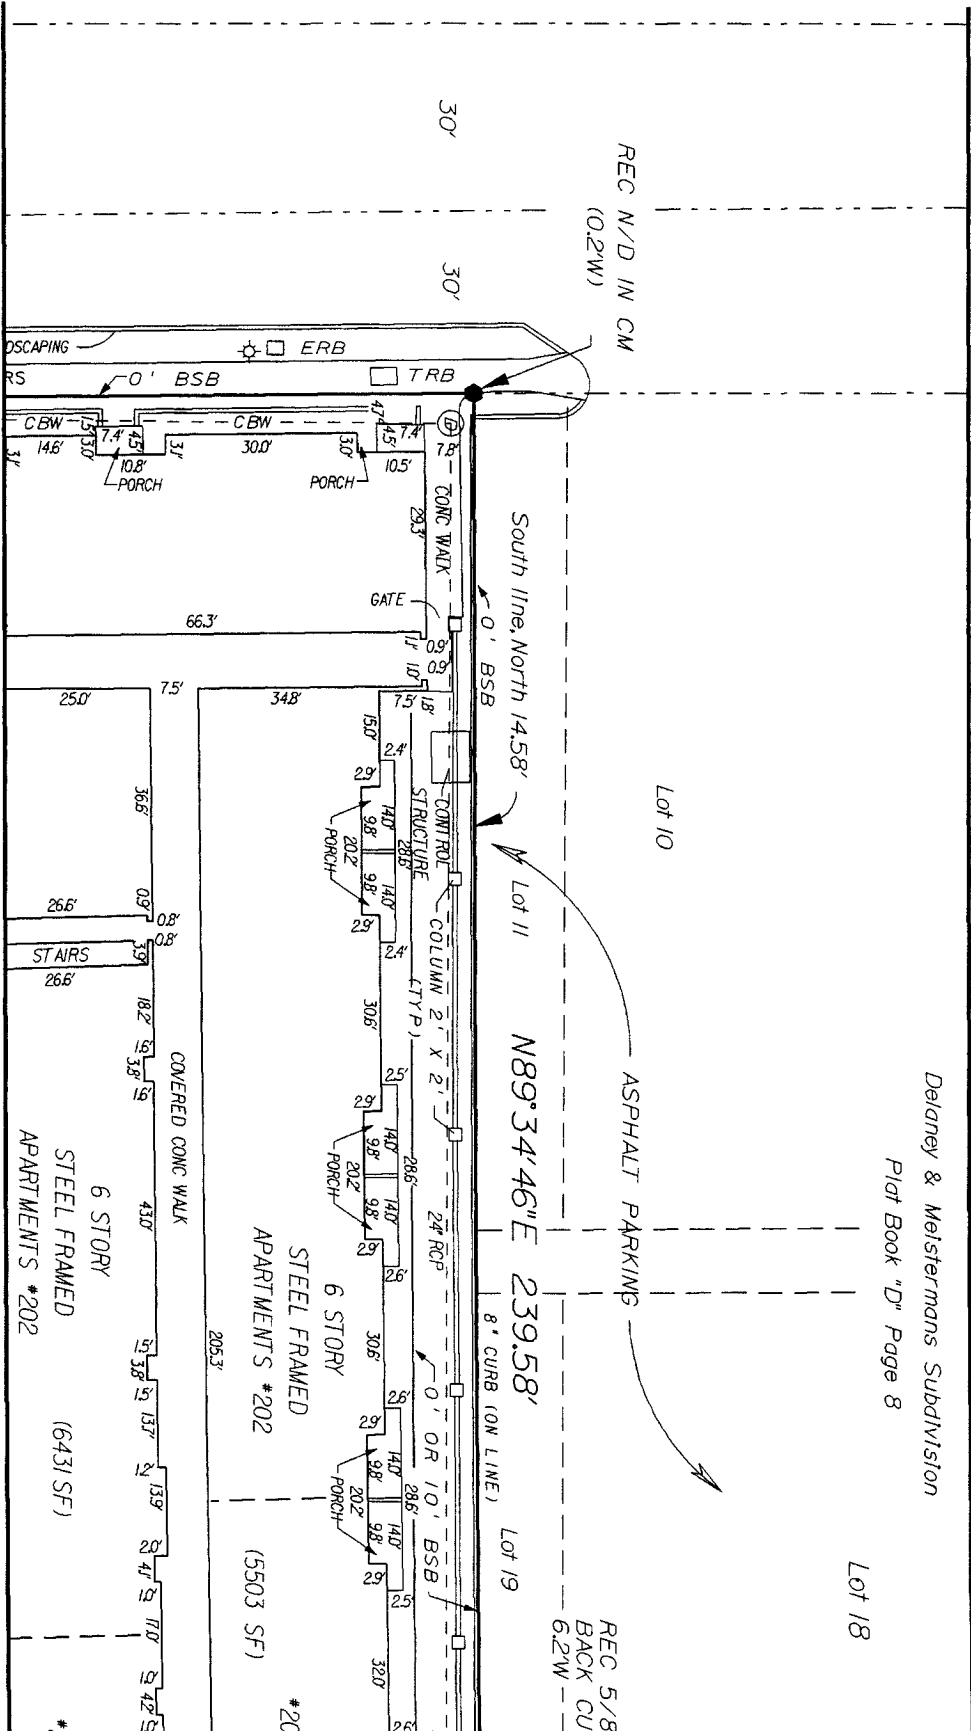 30'
30'
REC N/D IN CM
(0.2'W)
ERB
TRB
0' BSB
CBW
CBW
14.6'
7.5'
3.0'
7.4'
4.5'
10.8'
PORCH
3.1'
3.1'
30.0'
3.0'
PORCH
4.5'
7.4'
10.5'
7.8'
29.3'
CONC WALK
GATE
66.3'
1.1'
0.9'
0.9'
1.0'
1.8'
7.5'
34.8'
7.5'
25.0'
South line, North 14.58'
0' BSB
Lot 10
Lot 11
15.0'
2.4'
2.9'
14.0'
9.8'
20.2'
28.6'
9.8'
14.0'
PORCH
2.9'
2.4'
CONTROL
STRUCTURE
(TYP)
COLUMN 2' X 2'
36.6'
0.9'
0.8'
0.8'
26.6'
STAIRS
3.9'
26.6'
18.2'
1.6'
3.8'
1.6'
COVERED CONC WALK
30.6'
2.5'
2.9'
14.0'
9.8'
20.2'
28.6'
9.8'
14.0'
PORCH
2.9'
2.6'
24" RCP
N89°34'46"E 239.58'
ASPHALT PARKING
Delaney & Meistermans Subdivision
Plat Book "D" Page 8
43.0'
6 STORY
STEEL FRAMED
APARTMENTS #202
(6431 SF)
205.3'
6 STORY
STEEL FRAMED
APARTMENTS #202
(5503 SF)
30.6'
2.6'
2.9'
14.0'
9.8'
20.2'
28.6'
9.8'
14.0'
PORCH
2.9'
2.5'
0' OR 10' BSB
8" CURB (ON LINE)
Lot 19
Lot 18
REC 5/8
BACK CU
6.2'W
1.5'
3.8'
1.5'
13.7'
1.2'
13.9'
2.0'
4.1'
1.0'
17.0'
1.0'
4.2'
32.0'
2.6'